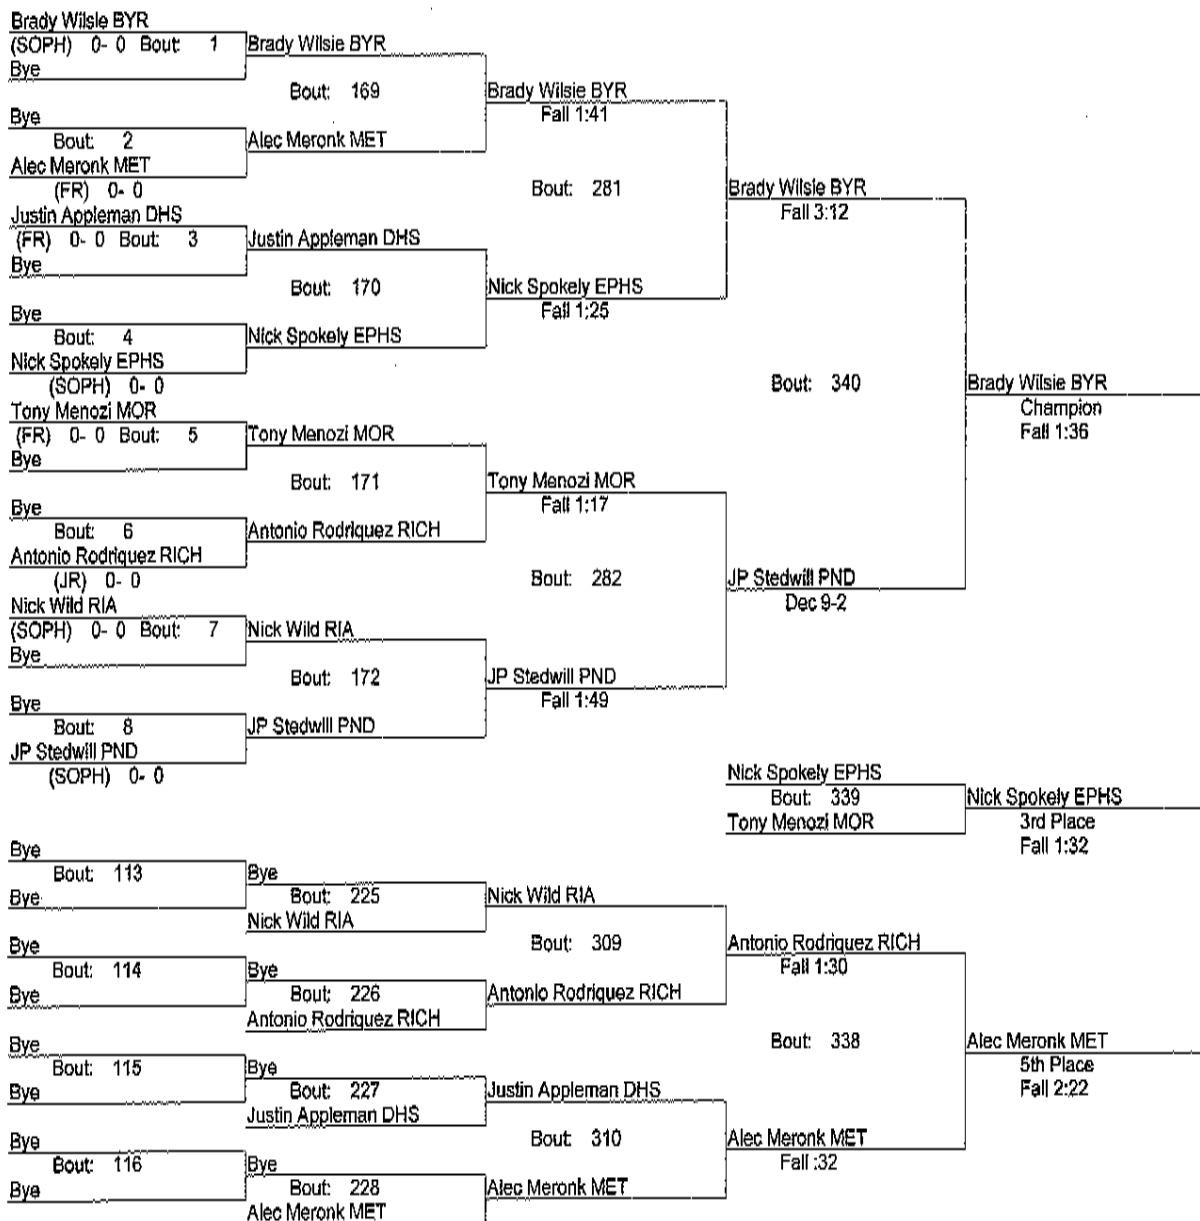 Brady Wilsie BYR
(SOPH) 0- 0 Bout: 1
Bye
Brady Wilsie BYR
Bout: 169
Bye
Bout: 2
Alec Meronk MET
(FR) 0- 0
Alec Meronk MET
Brady Wilsie BYR
Fall 1:41
Bout: 281
Justin Appleman DHS
(FR) 0- 0 Bout: 3
Bye
Justin Appleman DHS
Bout: 170
Bye
Bout: 4
Nick Spokely EPHS
(SOPH) 0- 0
Nick Spokely EPHS
Nick Spokely EPHS
Fall 1:25
Brady Wilsie BYR
Fall 3:12
Bout: 340
Tony Menozi MOR
(FR) 0- 0 Bout: 5
Bye
Tony Menozi MOR
Bout: 171
Bye
Bout: 6
Antonio Rodriquez RICH
(JR) 0- 0
Antonio Rodriquez RICH
Tony Menozi MOR
Fall 1:17
Bout: 282
Nick Wild RIA
(SOPH) 0- 0 Bout: 7
Bye
Nick Wild RIA
Bout: 172
Bye
Bout: 8
JP Stedwill PND
(SOPH) 0- 0
JP Stedwill PND
JP Stedwill PND
Fall 1:49
JP Stedwill PND
Dec 9-2
Brady Wilsie BYR
Champion
Fall 1:36
Nick Spokely EPHS
Bout: 339
Tony Menozi MOR
Nick Spokely EPHS
3rd Place
Fall 1:32
Bye
Bout: 113
Bye
Bye
Bout: 225
Nick Wild RIA
Nick Wild RIA
Bout: 309
Bye
Bout: 114
Bye
Bye
Bout: 226
Antonio Rodriquez RICH
Antonio Rodriquez RICH
Antonio Rodriquez RICH
Fall 1:30
Bout: 338
Bye
Bout: 115
Bye
Bye
Bout: 227
Justin Appleman DHS
Justin Appleman DHS
Bout: 310
Bye
Bout: 116
Bye
Bye
Bout: 228
Alec Meronk MET
Alec Meronk MET
Alec Meronk MET
Fall :32
Alec Meronk MET
5th Place
Fall 2:22